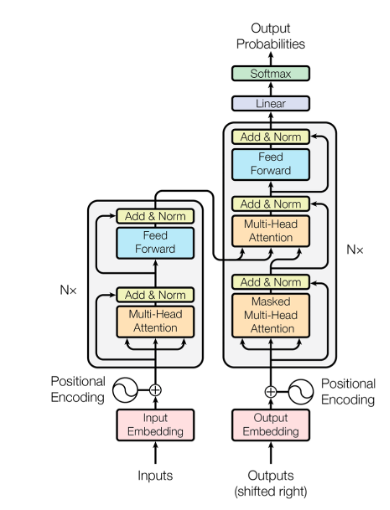 Output
Probabilities
Softmax
Linear
Add & Norm
Feed
Forward
Add & Norm
Multi-Head
Attention
Add & Norm
Masked
Multi-Head
Attention
N×
Add & Norm
Feed
Forward
Add & Norm
Multi-Head
Attention
N×
Positional
Encoding
Positional
Encoding
Input
Embedding
Output
Embedding
Inputs
Outputs
(shifted right)